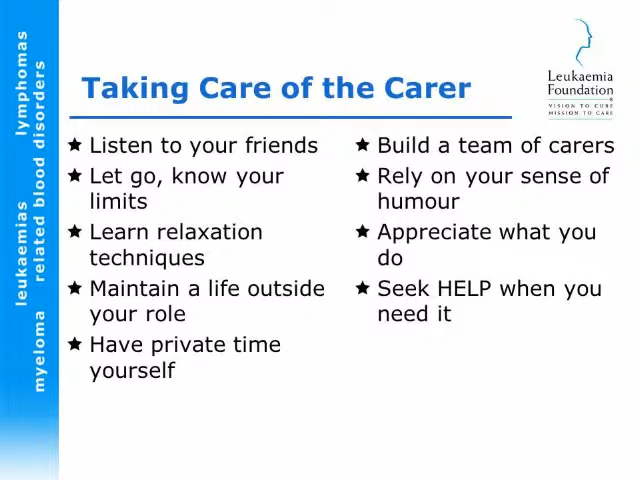 Taking Care of the Carer
Leukaemia
Foundation
®
VISION TO CURE
MISSION TO CARE
Listen to your friends
Let go, know your
limits
Learn relaxation
techniques
Maintain a life outside
your role
Have private time
yourself
Build a team of carers
Rely on your sense of
humour
Appreciate what you
do
Seek HELP when you
need it
leukaemias lymphomas
myeloma related blood disorders